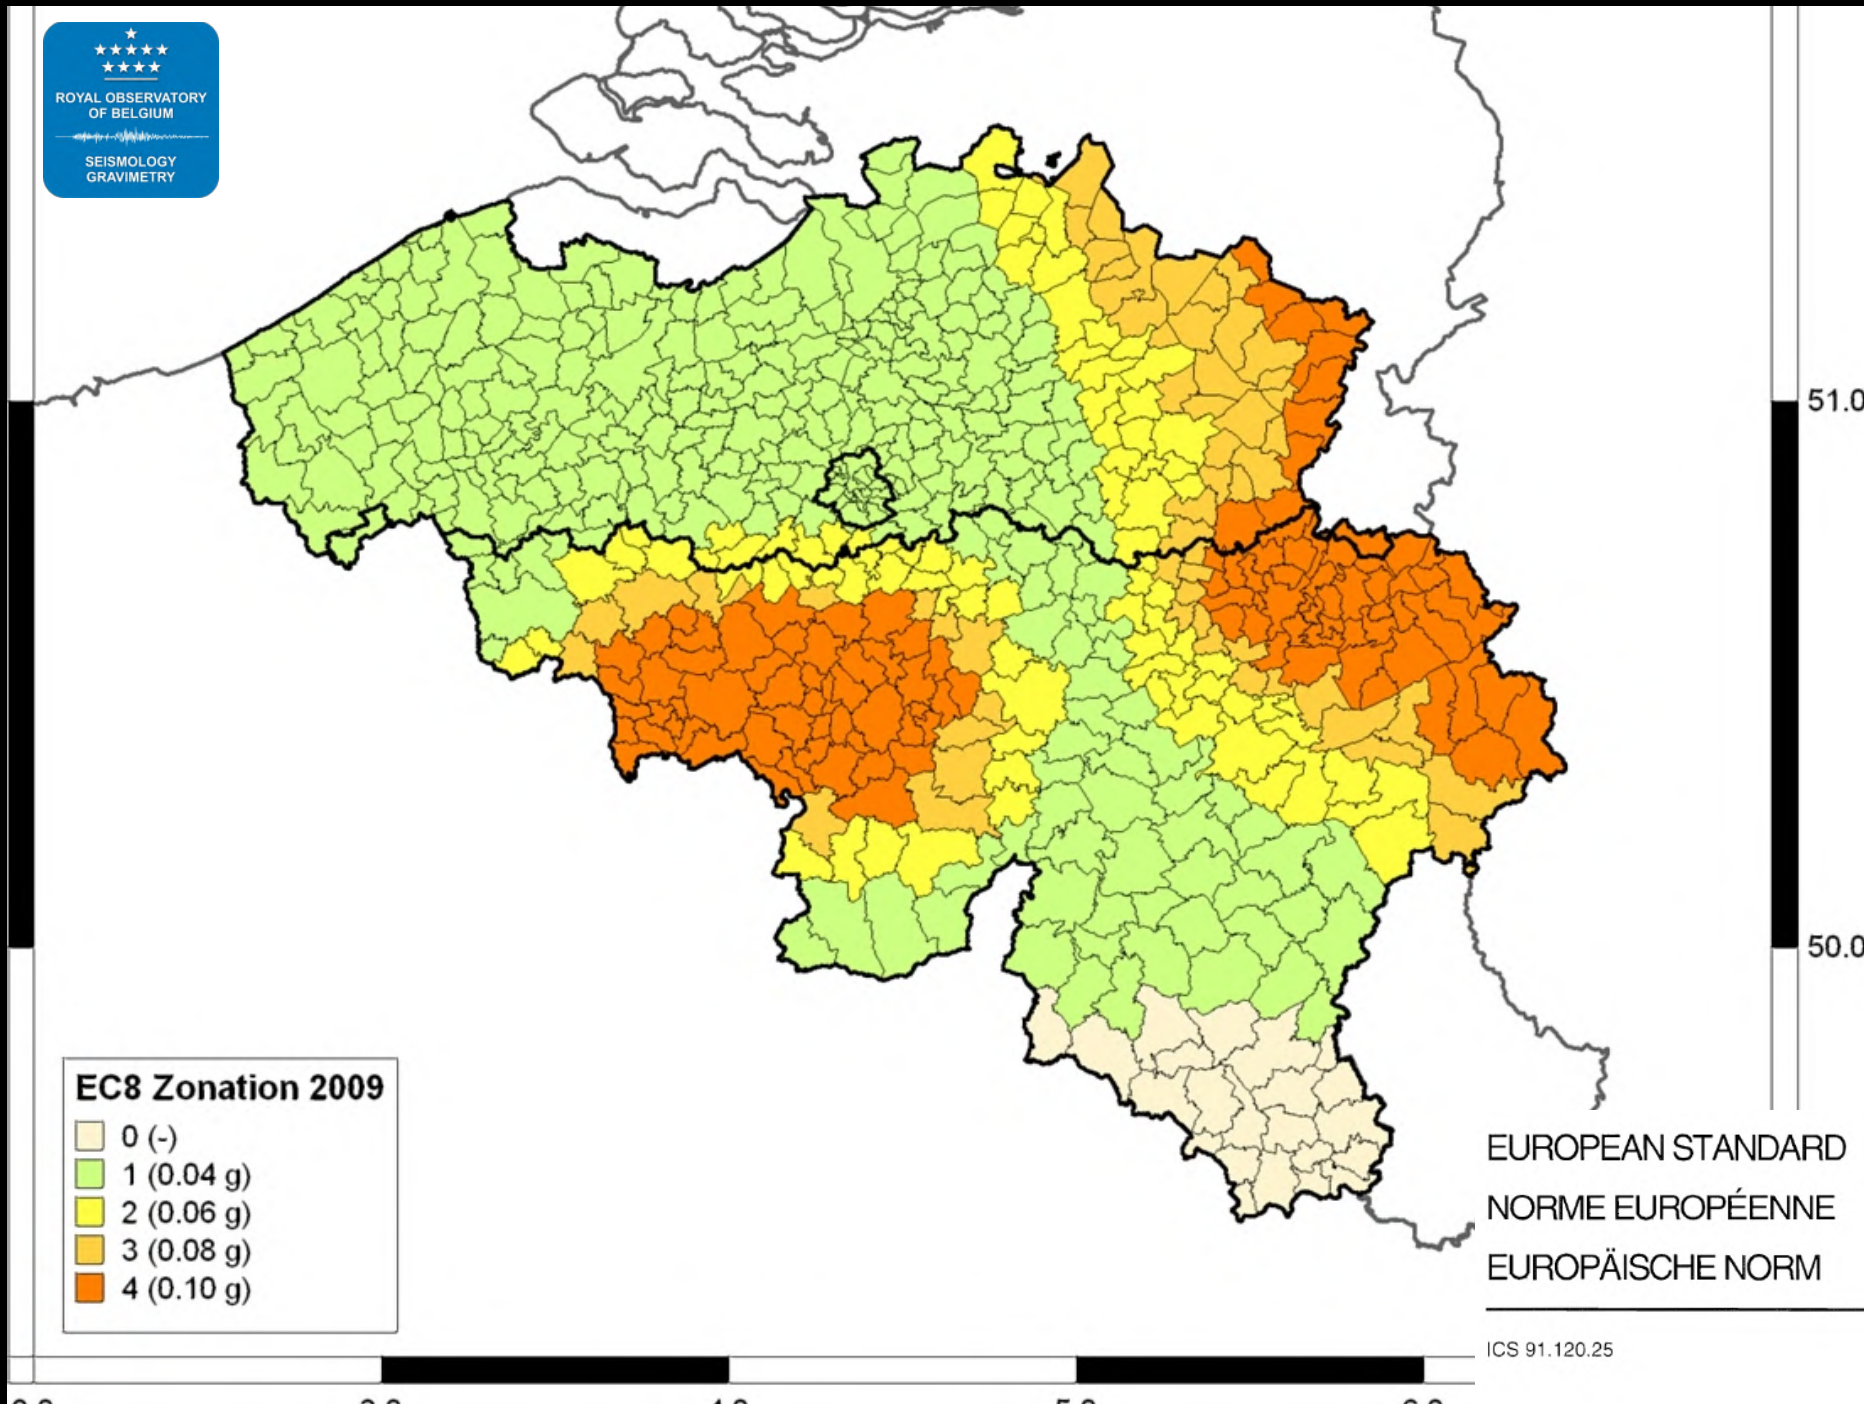 ROYAL OBSERVATORY
OF BELGIUM
SEISMOLOGY
GRAVIMETRY
51.0
50.0
EC8 Zonation 2009
0 (-)
1 (0.04 g)
2 (0.06 g)
3 (0.08 g)
4 (0.10 g)
EUROPEAN STANDARD
NORME EUROPÉENNE
EUROPÄISCHE NORM
ICS 91.120.25